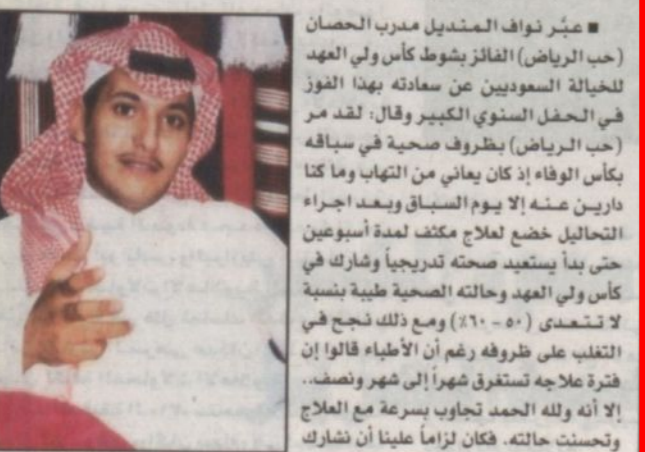 ■ عبَّر نواف المنديل مدرب الحصان
(حب الرياض) الفائز بشوط كأس ولي العهد
للخيالة السعوديين عن سعادته بهذا الفوز
في الحفل السنوي الكبير وقال: لقد مر
(حب الرياض) بظروف صحية في سباقه
بكأس الوفاء إذ كان يعاني من التهاب وما كنا
دارين عنه إلا يوم السباق وبعد اجراء
التحاليل خضع لعلاج مكثف لمدة أسبوعين
حتى بدأ يستعيد صحته تدريجياً وشارك في
كأس ولي العهد وحالته الصحية طيبة بنسبة
لا تتعدى (٥٠ - ٦٠٪) ومع ذلك نجح في
التغلب على ظروفه رغم أن الأطباء قالوا إن
فترة علاجه تستغرق شهراً إلى شهر ونصف..
إلا أنه ولله الحمد تجاوب بسرعة مع العلاج
وتحسنت حالته. فكان لزاماً علينا أن نشارك